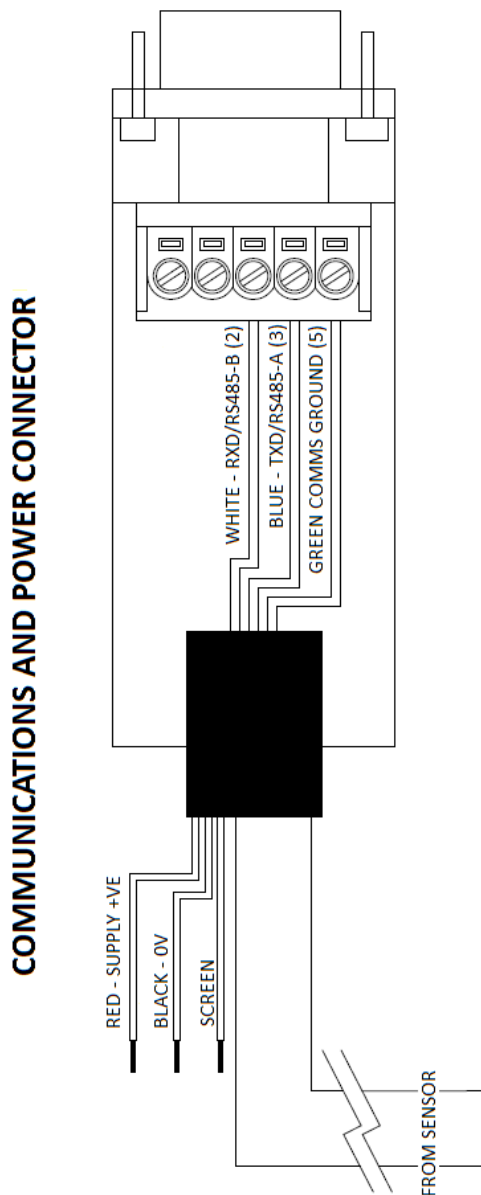 COMMUNICATIONS AND POWER CONNECTOR
WHITE - RXD/RS485-B (2)
BLUE - TXD/RS485-A (3)
GREEN COMMS GROUND (5)
RED - SUPPLY +VE
BLACK - 0V
SCREEN
FROM SENSOR